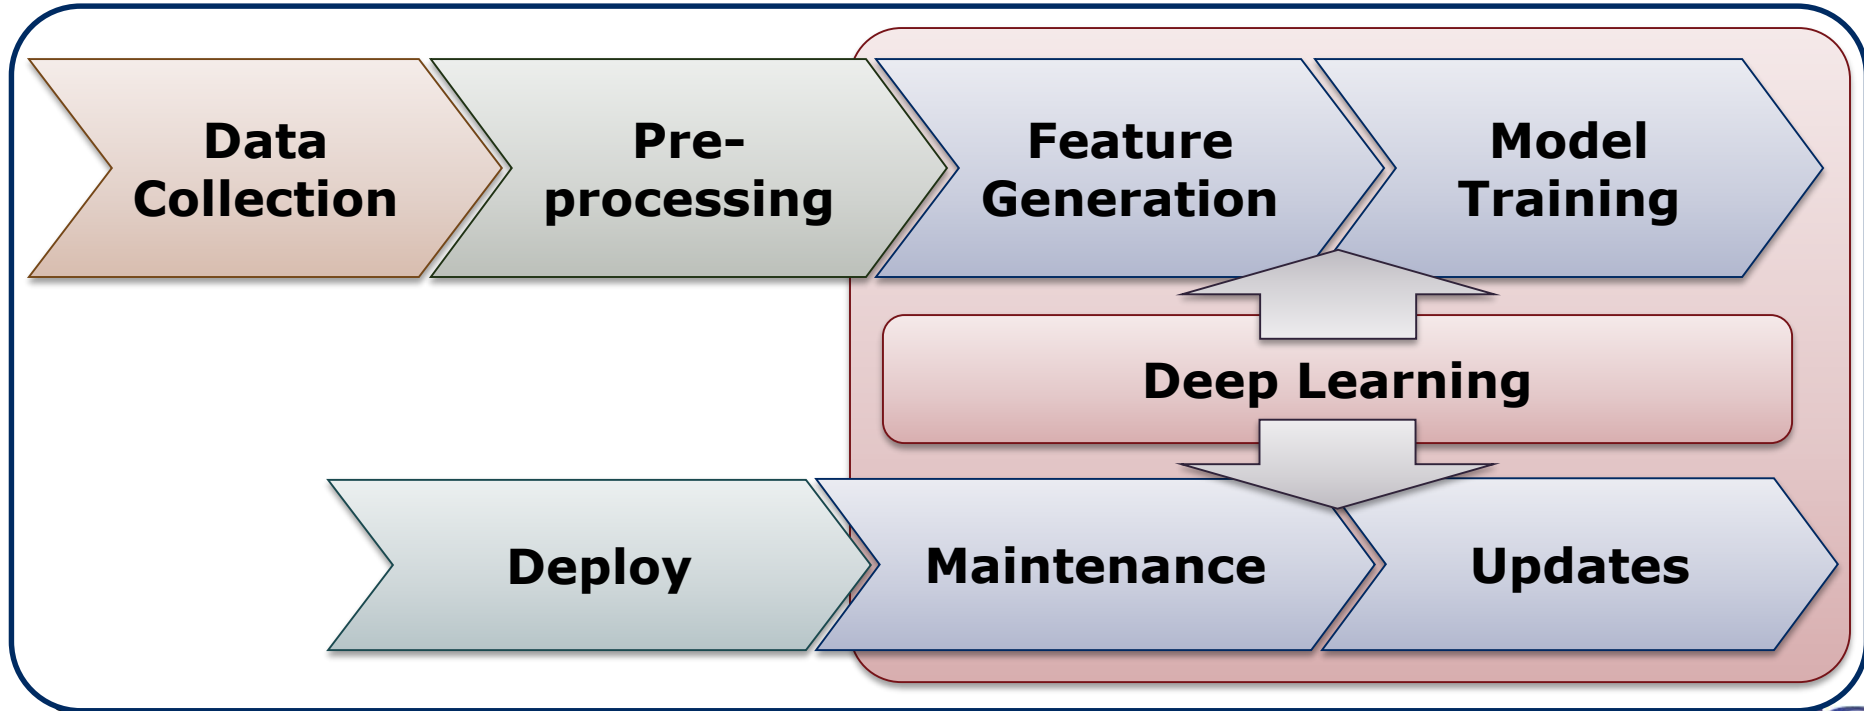 Data
Collection
Pre-
processing
Feature
Generation
Model
Training
Deep Learning
Deploy
Maintenance
Updates